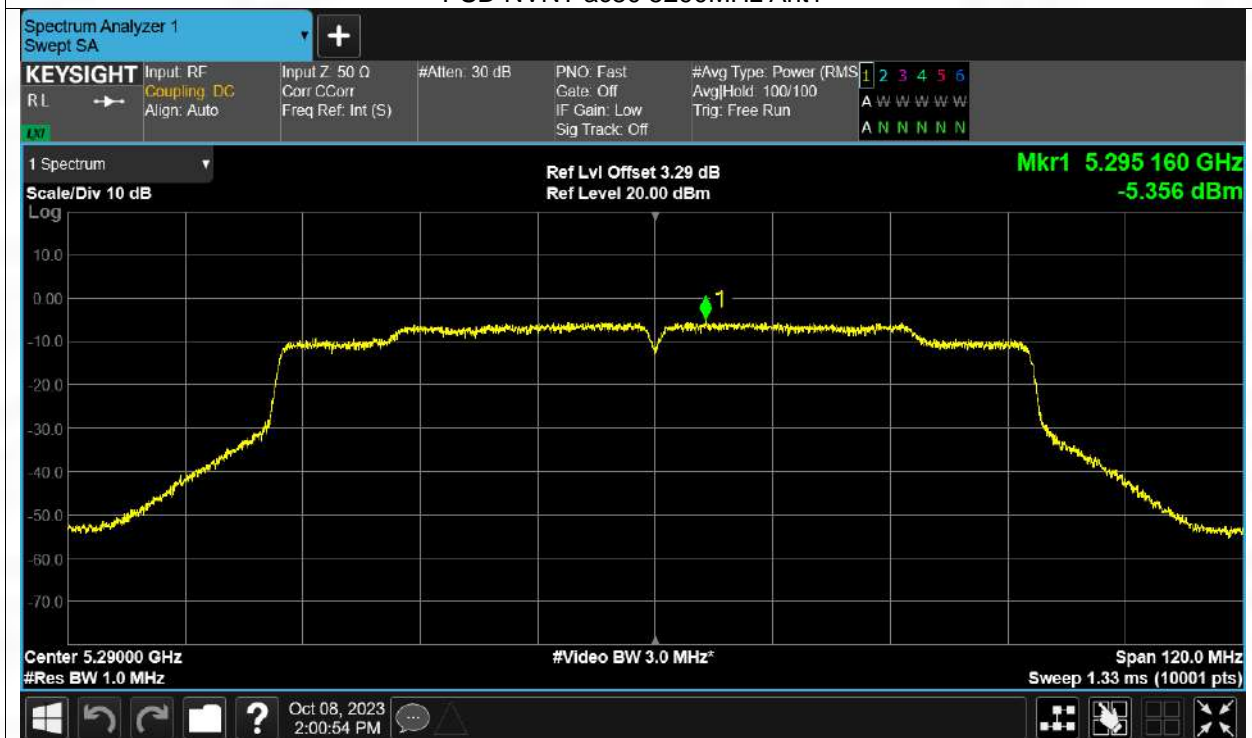 Spectrum Analyzer 1
Swept SA
+
KEYSIGHT
RL
LXI
Input: RF
Coupling: DC
Align: Auto
Input Z: 50 Ω
Corr CCorr
Freq Ref: Int (S)
#Atten: 30 dB
PNO: Fast
Gate: Off
IF Gain: Low
Sig Track: Off
#Avg Type: Power (RMS
Avg|Hold: 100/100
Trig: Free Run
1 2 3 4 5 6
A W W W W W
A N N N N N
1 Spectrum
Scale/Div 10 dB
Log
Ref Lvl Offset 3.29 dB
Ref Level 20.00 dBm
Mkr1 5.295 160 GHz
-5.356 dBm
10.0
0.00
-10.0
-20.0
-30.0
-40.0
-50.0
-60.0
-70.0
1
Center 5.29000 GHz
#Res BW 1.0 MHz
#Video BW 3.0 MHz*
Span 120.0 MHz
Sweep 1.33 ms (10001 pts)
?
Oct 08, 2023
2:00:54 PM